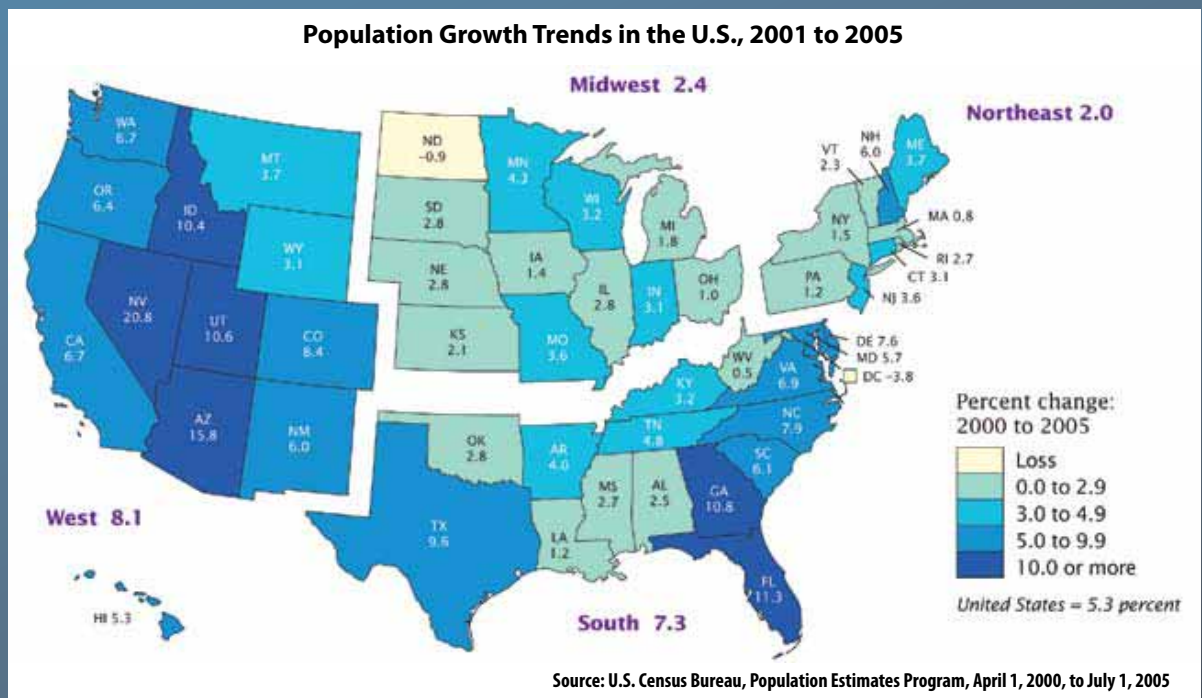 Population Growth Trends in the U.S., 2001 to 2005
Midwest 2.4
Northeast 2.0
WA
6.7
OR
6.4
ID
10.4
MT
3.7
WY
3.1
NV
20.8
UT
10.6
CO
8.4
CA
6.7
AZ
15.8
NM
6.0
West 8.1
HI 5.3
ND
-0.9
SD
2.8
NE
2.8
KS
2.1
MN
4.3
IA
1.4
MO
3.6
WI
3.2
IL
2.8
MI
1.8
IN
3.1
OH
1.0
VT
2.3
NH
6.0
ME
3.7
NY
1.5
MA 0.8
RI 2.7
CT 3.1
NJ 3.6
PA
1.2
DE 7.6
MD 5.7
DC -3.8
WV
0.5
VA
6.9
KY
3.2
NC
7.9
TN
4.8
SC
6.1
OK
2.8
AR
4.0
MS
2.7
AL
2.5
GA
10.8
TX
9.6
LA
1.2
FL
11.3
South 7.3
Percent change:
2000 to 2005
Loss
0.0 to 2.9
3.0 to 4.9
5.0 to 9.9
10.0 or more
United States = 5.3 percent
Source: U.S. Census Bureau, Population Estimates Program, April 1, 2000, to July 1, 2005